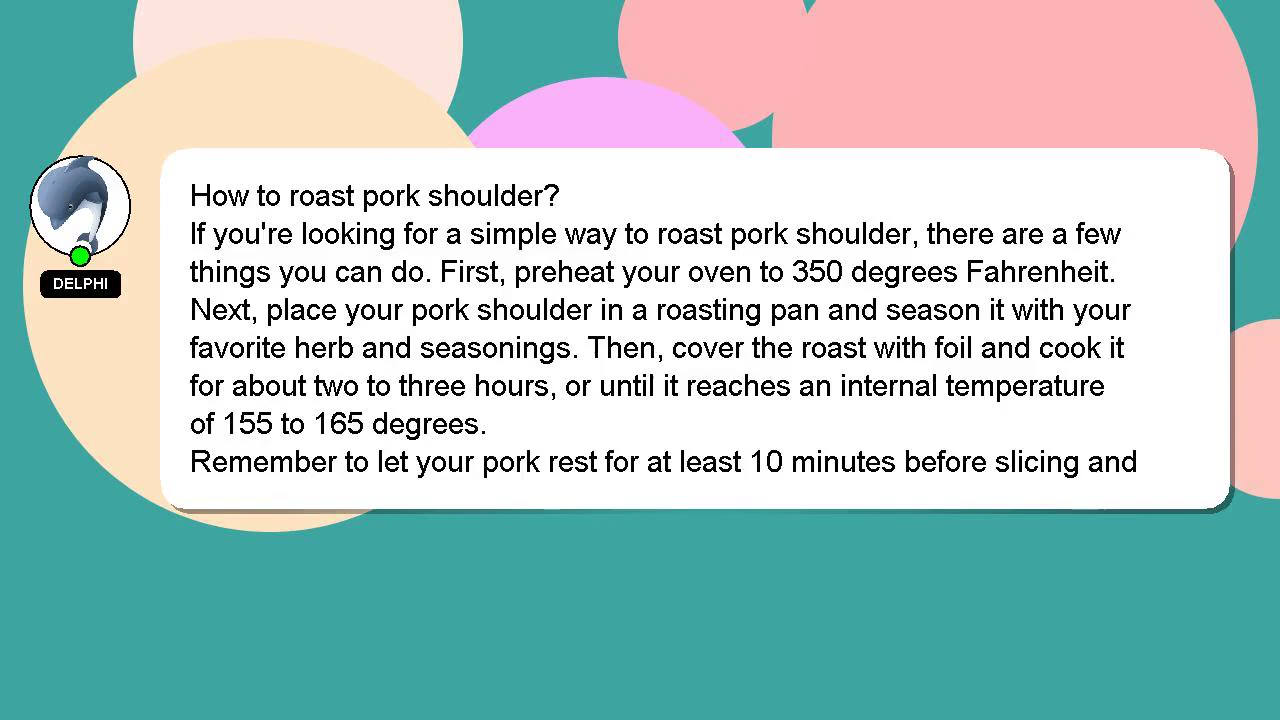 DELPHI
How to roast pork shoulder?
If you're looking for a simple way to roast pork shoulder, there are a few
things you can do. First, preheat your oven to 350 degrees Fahrenheit.
Next, place your pork shoulder in a roasting pan and season it with your
favorite herb and seasonings. Then, cover the roast with foil and cook it
for about two to three hours, or until it reaches an internal temperature
of 155 to 165 degrees.
Remember to let your pork rest for at least 10 minutes before slicing and